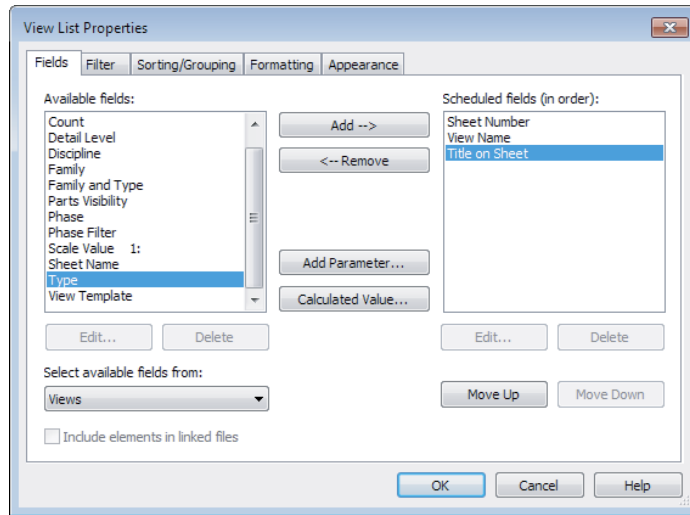 View List Properties
Fields Filter Sorting/Grouping Formatting Appearance
Available fields:
Count
Detail Level
Discipline
Family
Family and Type
Parts Visibility
Phase
Phase Filter
Scale Value 1:
Sheet Name
Type
View Template
Edit... Delete
Select available fields from:
Views
Include elements in linked files
Add -->
<-- Remove
Add Parameter...
Calculated Value...
Scheduled fields (in order):
Sheet Number
View Name
Title on Sheet
Edit... Delete
Move Up Move Down
OK Cancel Help